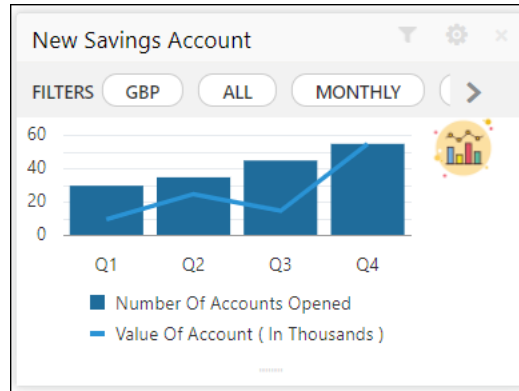 New Savings Account
FILTERS GBP ALL MONTHLY
60
40
20
0
Q1 Q2 Q3 Q4
Number Of Accounts Opened
Value Of Account ( In Thousands )